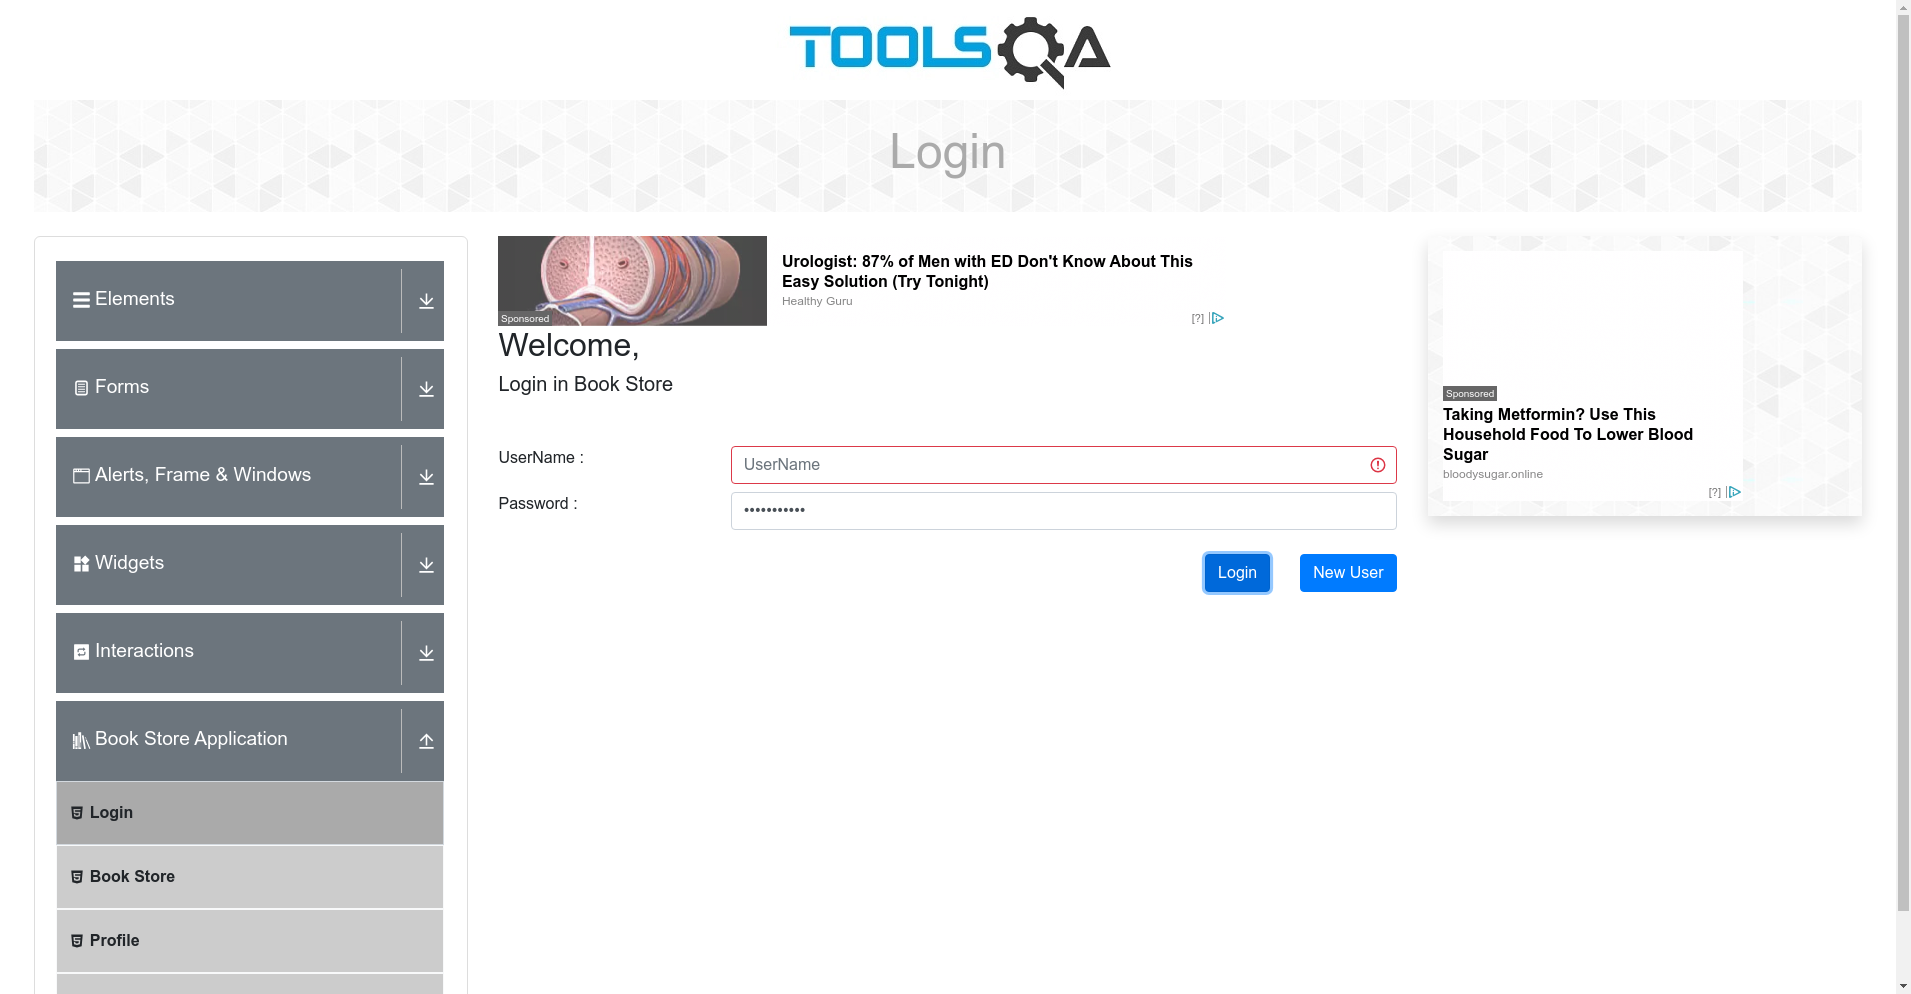 TOOLSQA
Login
Elements
Forms
Alerts, Frame & Windows
Widgets
Interactions
Book Store Application
Login
Book Store
Profile
Sponsored
Urologist: 87% of Men with ED Don't Know About This
Easy Solution (Try Tonight)
Healthy Guru
[?]
Welcome,
Login in Book Store
UserName :
UserName
Password :
•••••••••••
Login
New User
Sponsored
Taking Metformin? Use This
Household Food To Lower Blood
Sugar
bloodysugar.online
[?]